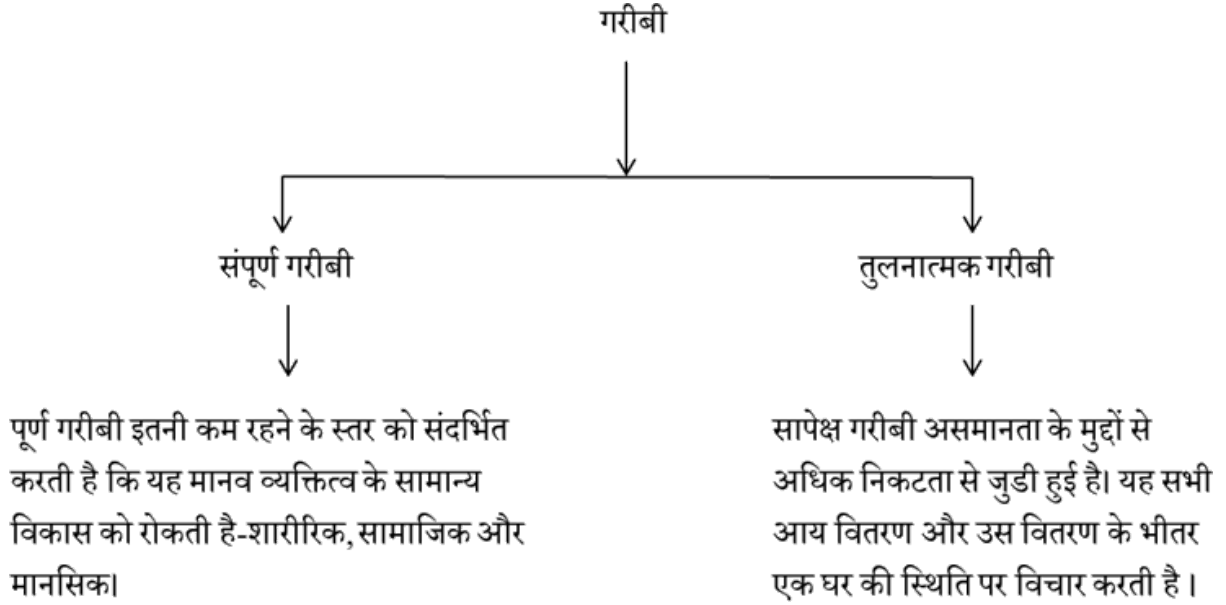 गरीबी
संपूर्ण गरीबी
तुलनात्मक गरीबी
पूर्ण गरीबी इतनी कम रहने के स्तर को संदर्भित
करती है कि यह मानव व्यक्तित्व के सामान्य
विकास को रोकती है-शारीरिक, सामाजिक और
मानसिक।
सापेक्ष गरीबी असमानता के मुद्दों से
अधिक निकटता से जुडी हुई है। यह सभी
आय वितरण और उस वितरण के भीतर
एक घर की स्थिति पर विचार करती है ।